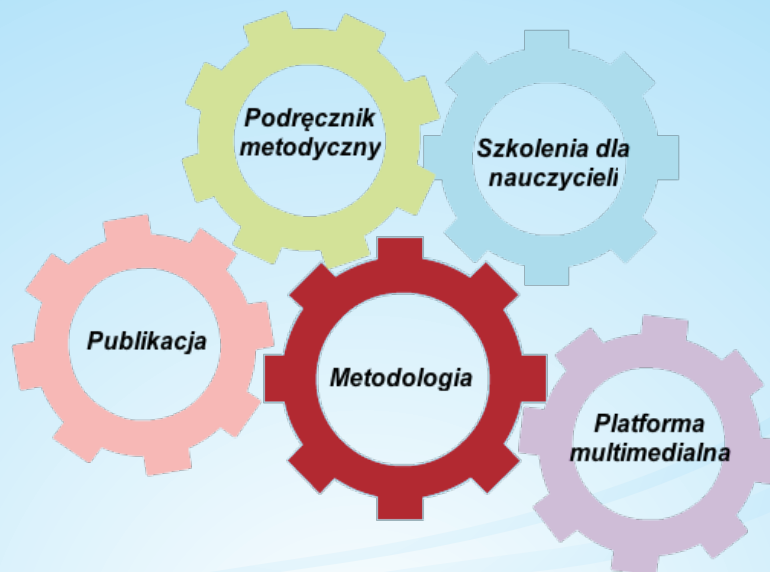 Podręcznik
metodyczny
Szkolenia dla
nauczycieli
Publikacja
Metodologia
Platforma
multimedialna